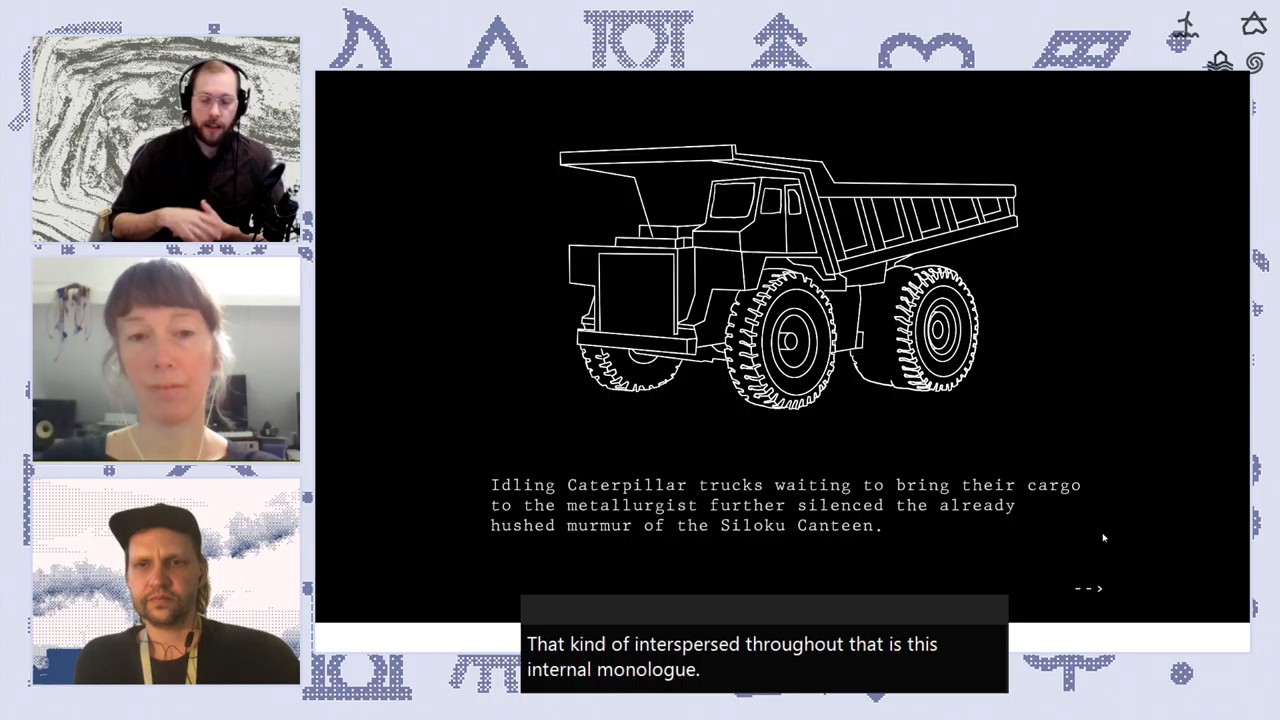 Idling Caterpillar trucks waiting to bring their cargo
to the metallurgist further silenced the already
hushed murmur of the Siloku Canteen.
-->
That kind of interspersed throughout that is this
internal monologue.